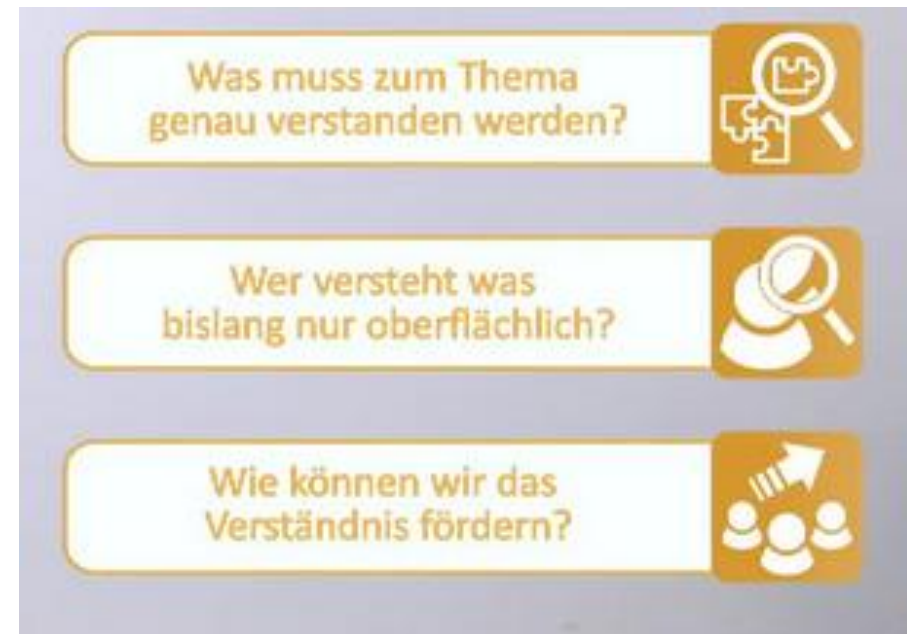 Was muss zum Thema
genau verstanden werden?
Wer versteht was
bislang nur oberflächlich?
Wie können wir das
Verständnis fördern?